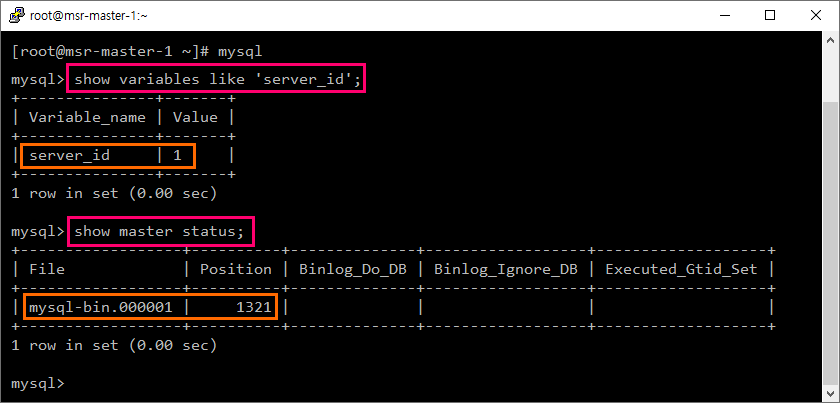 root@msr-master-1:~
[root@msr-master-1 ~]# mysql
mysql> show variables like 'server_id';
+---------------+-------+
| Variable_name | Value |
+---------------+-------+
| server_id     | 1     |
+---------------+-------+
1 row in set (0.00 sec)
mysql> show master status;
+------------------+----------+--------------+------------------+-------------------+
| File             | Position | Binlog_Do_DB | Binlog_Ignore_DB | Executed_Gtid_Set |
+------------------+----------+--------------+------------------+-------------------+
| mysql-bin.000001 |     1321 |              |                  |                   |
+------------------+----------+--------------+------------------+-------------------+
1 row in set (0.00 sec)
mysql>